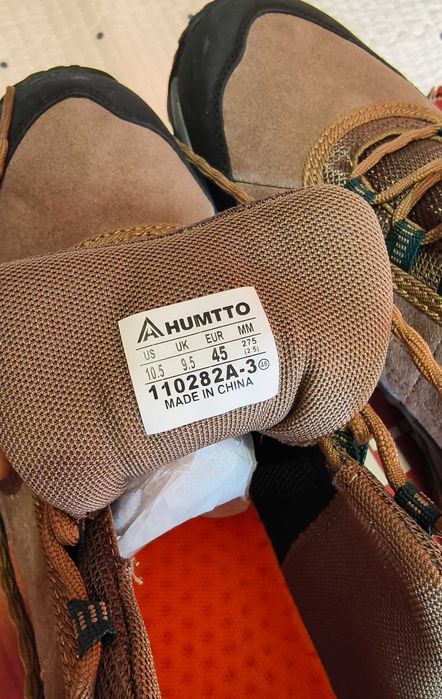 HUMTTO
US UK EUR MM
10.5 9.5 45 275 (2.5)
110282A-3
MADE IN CHINA